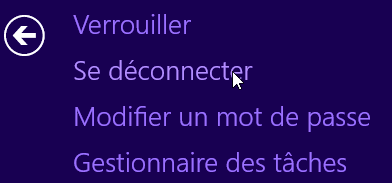 Verrouiller
Se déconnecter
Modifier un mot de passe
Gestionnaire des tâches